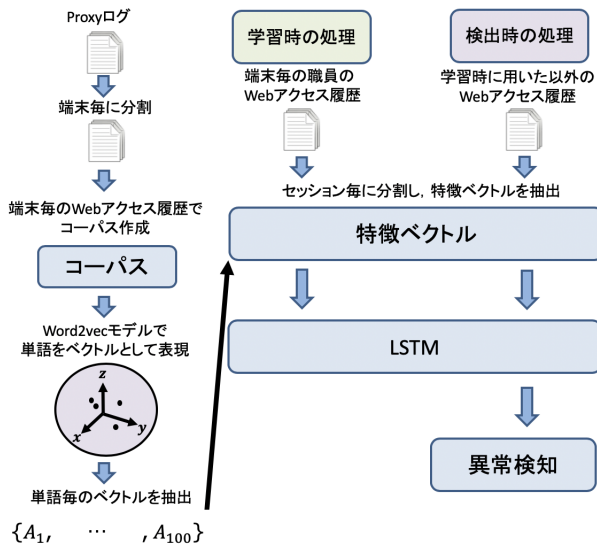 Proxyログ
端末毎に分割
端末毎のWebアクセス履歴で
コーパス作成
コーパス
Word2vecモデルで
単語をベクトルとして表現
z
x
y
単語毎のベクトルを抽出
{A₁, ⋯ , A₁₀₀}
学習時の処理
端末毎の職員の
Webアクセス履歴
検出時の処理
学習時に用いた以外の
Webアクセス履歴
セッション毎に分割し，特徴ベクトルを抽出
特徴ベクトル
LSTM
異常検知